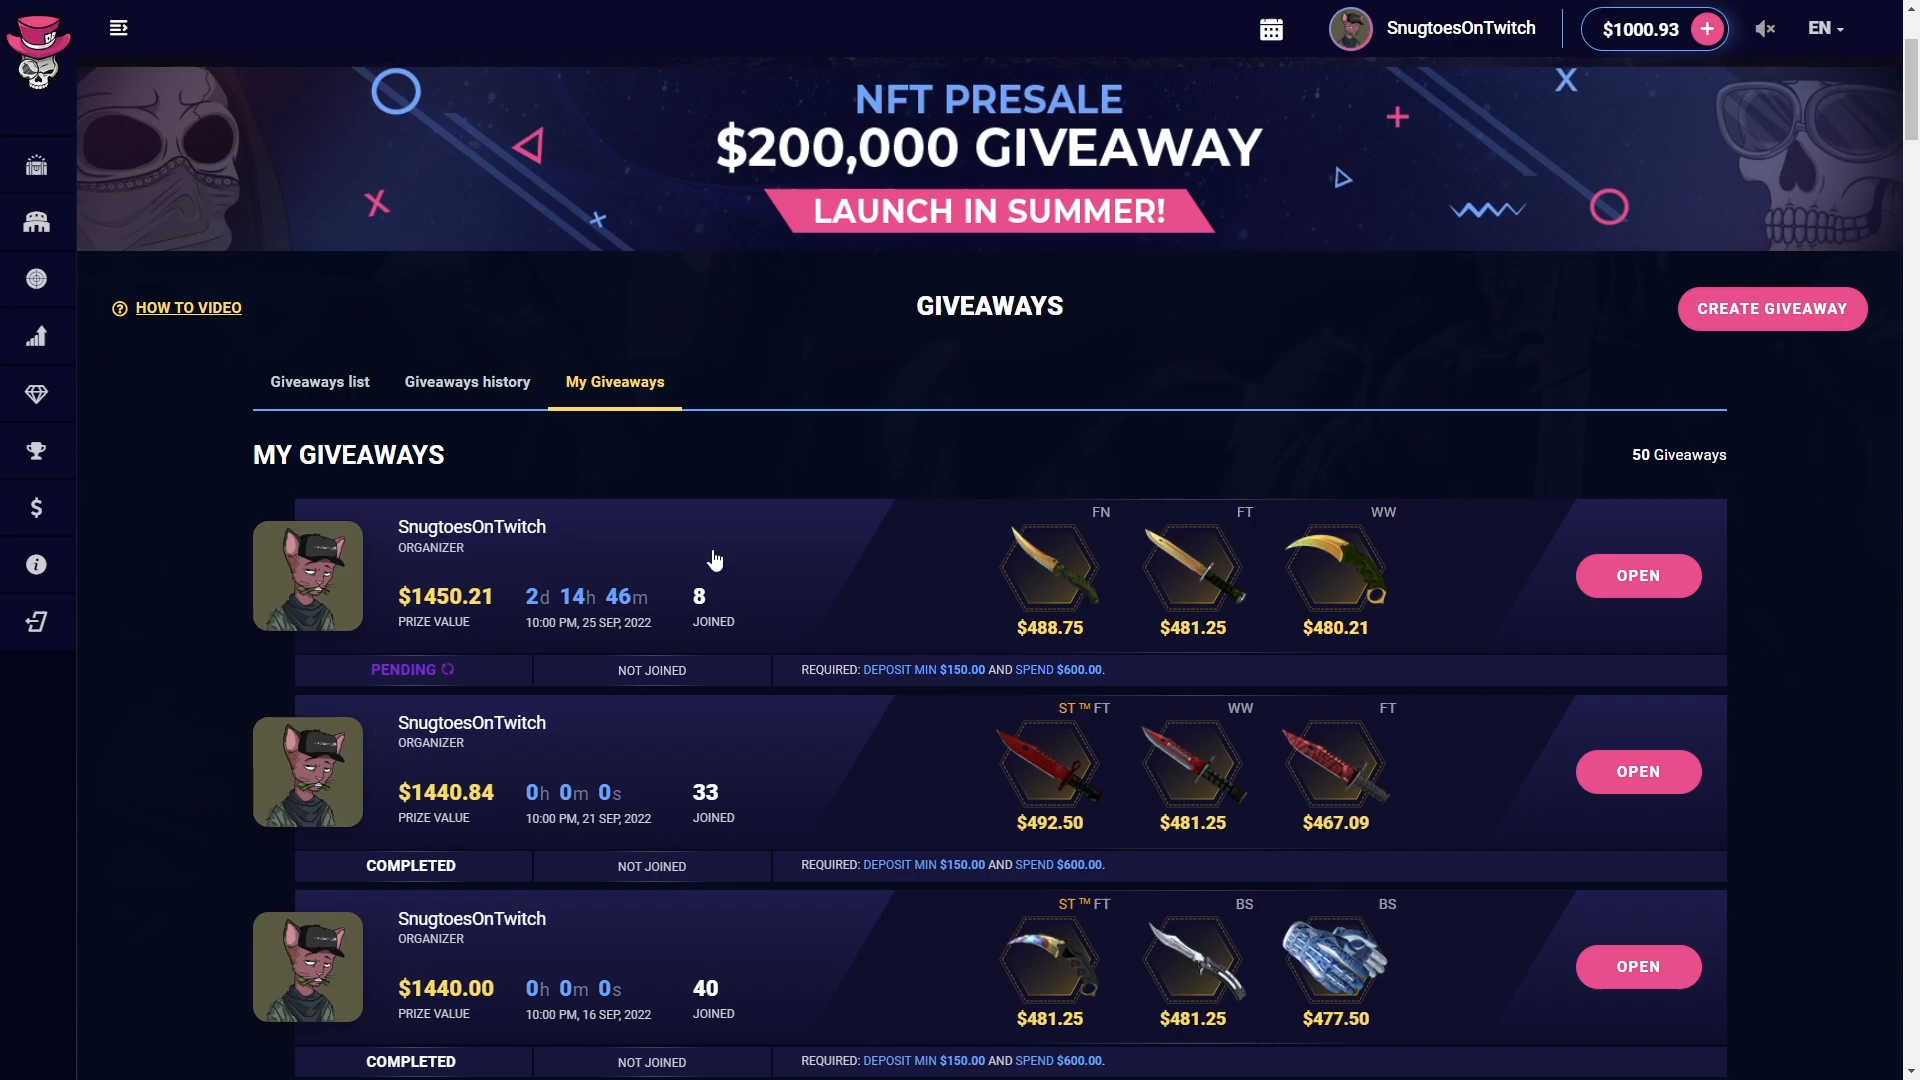 SnugtoesOnTwitch
$1000.93
EN
NFT PRESALE
$200,000 GIVEAWAY
LAUNCH IN SUMMER!
HOW TO VIDEO
GIVEAWAYS
CREATE GIVEAWAY
Giveaways list
Giveaways history
My Giveaways
MY GIVEAWAYS
50 Giveaways
SnugtoesOnTwitch
ORGANIZER
$1450.21
PRIZE VALUE
2d 14h 46m
10:00 PM, 25 SEP, 2022
8
JOINED
FN
$488.75
FT
$481.25
WW
$480.21
OPEN
PENDING
NOT JOINED
REQUIRED: DEPOSIT MIN $150.00 AND SPEND $600.00.
SnugtoesOnTwitch
ORGANIZER
$1440.84
PRIZE VALUE
0h 0m 0s
10:00 PM, 21 SEP, 2022
33
JOINED
ST™ FT
$492.50
WW
$481.25
FT
$467.09
OPEN
COMPLETED
NOT JOINED
REQUIRED: DEPOSIT MIN $150.00 AND SPEND $600.00.
SnugtoesOnTwitch
ORGANIZER
$1440.00
PRIZE VALUE
0h 0m 0s
10:00 PM, 16 SEP, 2022
40
JOINED
ST™ FT
$481.25
BS
$481.25
BS
$477.50
OPEN
COMPLETED
NOT JOINED
REQUIRED: DEPOSIT MIN $150.00 AND SPEND $600.00.